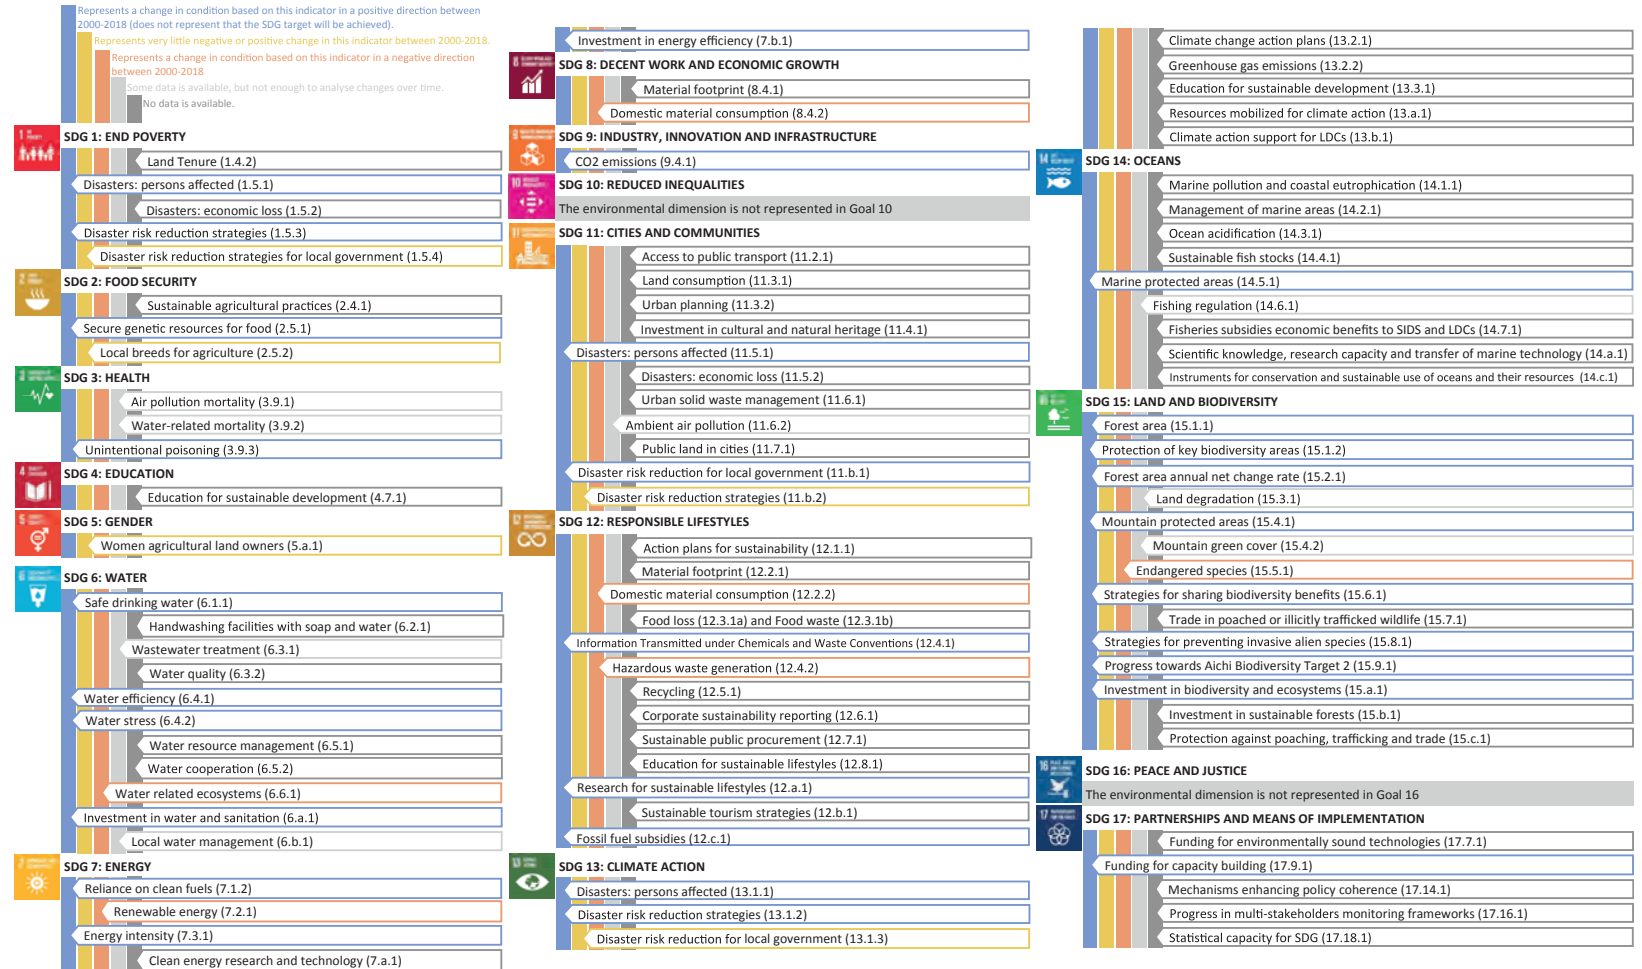 Represents a change in condition based on this indicator in a positive direction between
2000-2018 (does not represent that the SDG target will be achieved).
Represents very little negative or positive change in this indicator between 2000-2018.
Represents a change in condition based on this indicator in a negative direction
between 2000-2018
Some data is available, but not enough to analyse changes over time.
No data is available.
1
SDG 1: END POVERTY
Land Tenure (1.4.2)
Disasters: persons affected (1.5.1)
Disasters: economic loss (1.5.2)
Disaster risk reduction strategies (1.5.3)
Disaster risk reduction strategies for local government (1.5.4)
2
SDG 2: FOOD SECURITY
Sustainable agricultural practices (2.4.1)
Secure genetic resources for food (2.5.1)
Local breeds for agriculture (2.5.2)
3
SDG 3: HEALTH
Air pollution mortality (3.9.1)
Water-related mortality (3.9.2)
Unintentional poisoning (3.9.3)
4
SDG 4: EDUCATION
Education for sustainable development (4.7.1)
5
SDG 5: GENDER
Women agricultural land owners (5.a.1)
6
SDG 6: WATER
Safe drinking water (6.1.1)
Handwashing facilities with soap and water (6.2.1)
Wastewater treatment (6.3.1)
Water quality (6.3.2)
Water efficiency (6.4.1)
Water stress (6.4.2)
Water resource management (6.5.1)
Water cooperation (6.5.2)
Water related ecosystems (6.6.1)
Investment in water and sanitation (6.a.1)
Local water management (6.b.1)
SDG 7: ENERGY
Reliance on clean fuels (7.1.2)
Renewable energy (7.2.1)
Energy intensity (7.3.1)
Clean energy research and technology (7.a.1)
Investment in energy efficiency (7.b.1)
8
SDG 8: DECENT WORK AND ECONOMIC GROWTH
Material footprint (8.4.1)
Domestic material consumption (8.4.2)
9
SDG 9: INDUSTRY, INNOVATION AND INFRASTRUCTURE
CO2 emissions (9.4.1)
10
SDG 10: REDUCED INEQUALITIES
The environmental dimension is not represented in Goal 10
11
SDG 11: CITIES AND COMMUNITIES
Access to public transport (11.2.1)
Land consumption (11.3.1)
Urban planning (11.3.2)
Investment in cultural and natural heritage (11.4.1)
Disasters: persons affected (11.5.1)
Disasters: economic loss (11.5.2)
Urban solid waste management (11.6.1)
Ambient air pollution (11.6.2)
Public land in cities (11.7.1)
Disaster risk reduction for local government (11.b.1)
Disaster risk reduction strategies (11.b.2)
12
SDG 12: RESPONSIBLE LIFESTYLES
Action plans for sustainability (12.1.1)
Material footprint (12.2.1)
Domestic material consumption (12.2.2)
Food loss (12.3.1a) and Food waste (12.3.1b)
Information Transmitted under Chemicals and Waste Conventions (12.4.1)
Hazardous waste generation (12.4.2)
Recycling (12.5.1)
Corporate sustainability reporting (12.6.1)
Sustainable public procurement (12.7.1)
Education for sustainable lifestyles (12.8.1)
Research for sustainable lifestyles (12.a.1)
Sustainable tourism strategies (12.b.1)
Fossil fuel subsidies (12.c.1)
13
SDG 13: CLIMATE ACTION
Disasters: persons affected (13.1.1)
Disaster risk reduction strategies (13.1.2)
Disaster risk reduction for local government (13.1.3)
Climate change action plans (13.2.1)
Greenhouse gas emissions (13.2.2)
Education for sustainable development (13.3.1)
Resources mobilized for climate action (13.a.1)
Climate action support for LDCs (13.b.1)
14
SDG 14: OCEANS
Marine pollution and coastal eutrophication (14.1.1)
Management of marine areas (14.2.1)
Ocean acidification (14.3.1)
Sustainable fish stocks (14.4.1)
Marine protected areas (14.5.1)
Fishing regulation (14.6.1)
Fisheries subsidies economic benefits to SIDS and LDCs (14.7.1)
Scientific knowledge, research capacity and transfer of marine technology (14.a.1)
Instruments for conservation and sustainable use of oceans and their resources (14.c.1)
SDG 15: LAND AND BIODIVERSITY
Forest area (15.1.1)
Protection of key biodiversity areas (15.1.2)
Forest area annual net change rate (15.2.1)
Land degradation (15.3.1)
Mountain protected areas (15.4.1)
Mountain green cover (15.4.2)
Endangered species (15.5.1)
Strategies for sharing biodiversity benefits (15.6.1)
Trade in poached or illicitly trafficked wildlife (15.7.1)
Strategies for preventing invasive alien species (15.8.1)
Progress towards Aichi Biodiversity Target 2 (15.9.1)
Investment in biodiversity and ecosystems (15.a.1)
Investment in sustainable forests (15.b.1)
Protection against poaching, trafficking and trade (15.c.1)
16
SDG 16: PEACE AND JUSTICE
The environmental dimension is not represented in Goal 16
17
SDG 17: PARTNERSHIPS AND MEANS OF IMPLEMENTATION
Funding for environmentally sound technologies (17.7.1)
Funding for capacity building (17.9.1)
Mechanisms enhancing policy coherence (17.14.1)
Progress in multi-stakeholders monitoring frameworks (17.16.1)
Statistical capacity for SDG (17.18.1)